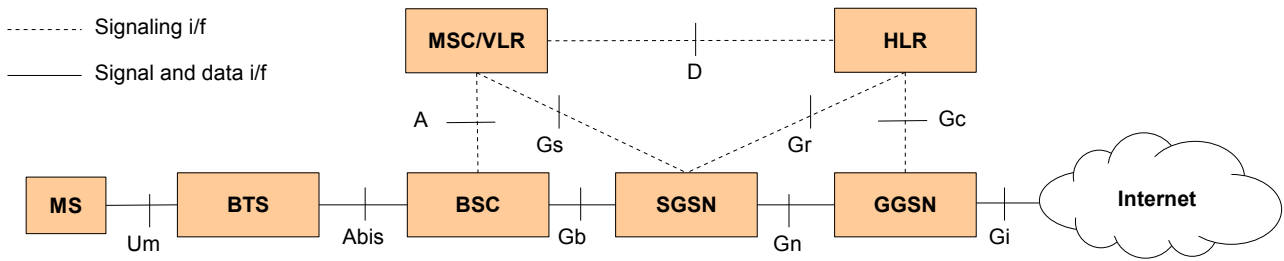 Signaling i/f
Signal and data i/f
MSC/VLR
HLR
D
A
Gs
Gr
Gc
MS
BTS
BSC
SGSN
GGSN
Internet
Um
Abis
Gb
Gn
Gi